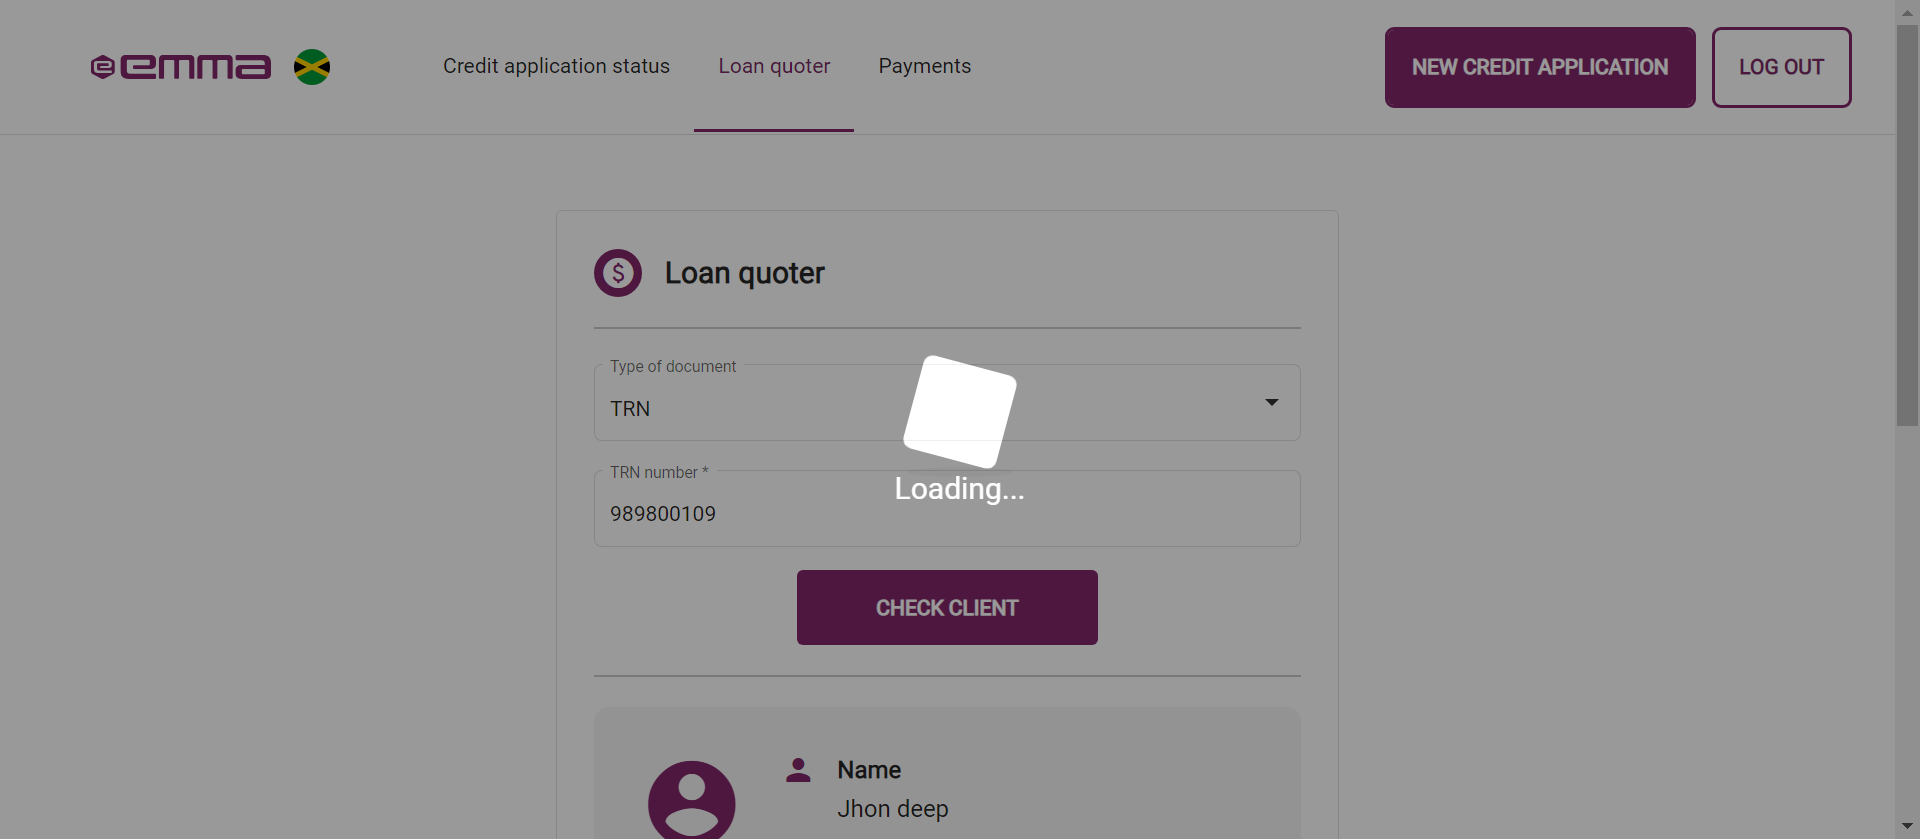 emma
Credit application status
Loan quoter
Payments
NEW CREDIT APPLICATION
LOG OUT
$ Loan quoter
Type of document
TRN
TRN number *
989800109
Loading...
CHECK CLIENT
Name
Jhon deep